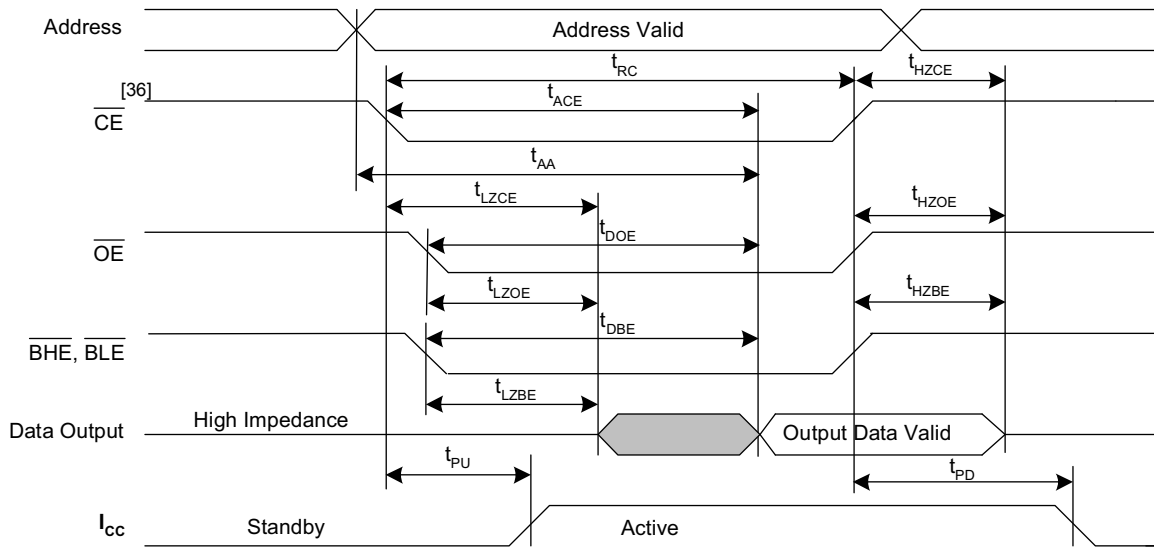 Address
Address Valid
tRC
tHZCE
[36]
CE
tACE
tAA
tLZCE
tHZOE
OE
tDOE
tLZOE
tHZBE
tDBE
BHE, BLE
tLZBE
Data Output
High Impedance
Output Data Valid
tPU
tPD
ICC
Standby
Active